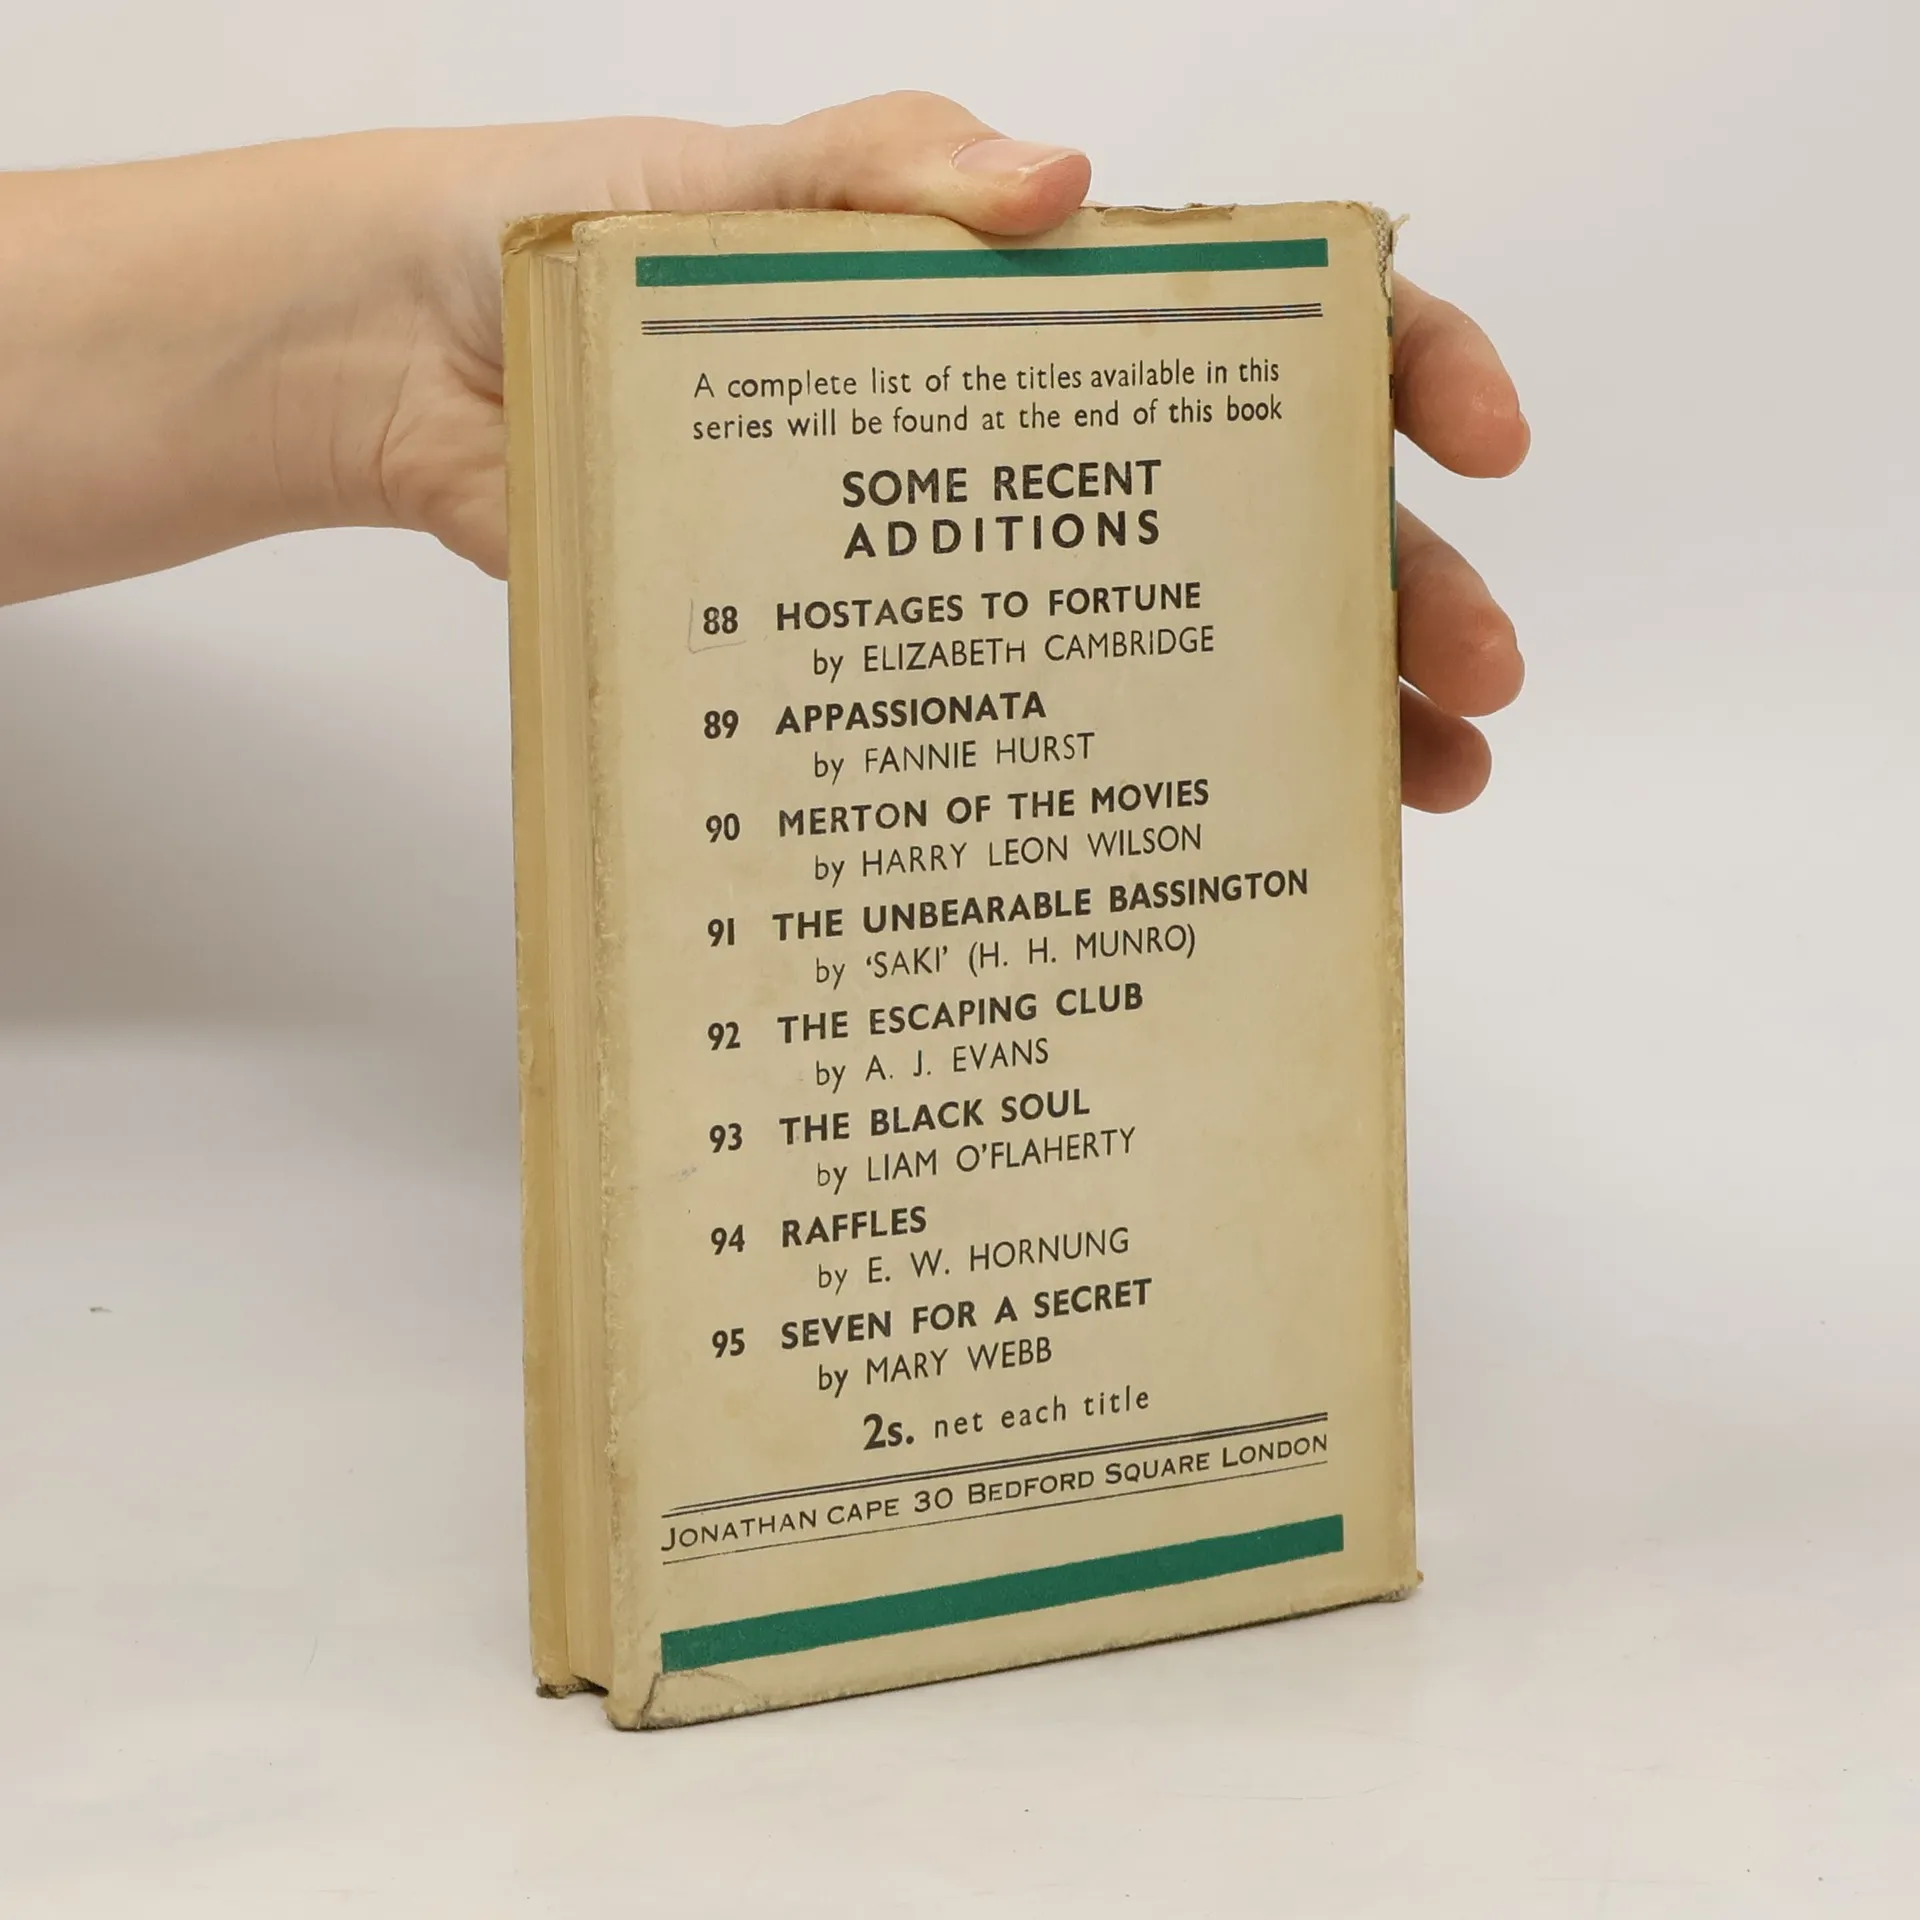 A complete list of the titles available in this
series will be found at the end of this book
SOME RECENT
ADDITIONS
88 HOSTAGES TO FORTUNE
by ELIZABETH CAMBRIDGE
89 APPASSIONATA
by FANNIE HURST
90 MERTON OF THE MOVIES
by HARRY LEON WILSON
91 THE UNBEARABLE BASSINGTON
by ‘SAKI’ (H. H. MUNRO)
92 THE ESCAPING CLUB
by A. J. EVANS
93 THE BLACK SOUL
by LIAM O’FLAHERTY
94 RAFFLES
by E. W. HORNUNG
95 SEVEN FOR A SECRET
by MARY WEBB
2s. net each title
JONATHAN CAPE 30 BEDFORD SQUARE LONDON